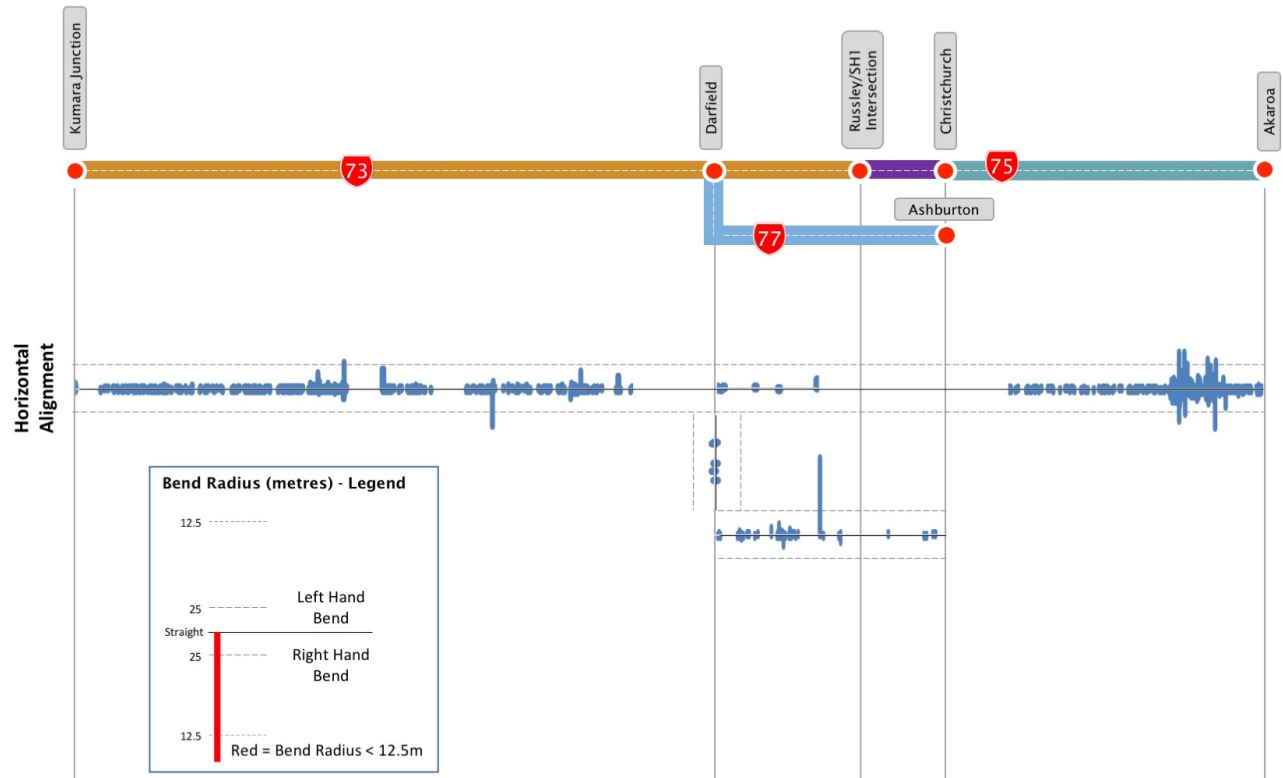 Kumara Junction
Darfield
Russley/SH1
Intersection
Christchurch
Akaroa
73
75
Ashburton
77
Horizontal
Alignment
Bend Radius (metres) - Legend
12.5
25
Left Hand
Bend
Straight
25
Right Hand
Bend
12.5
Red = Bend Radius < 12.5m